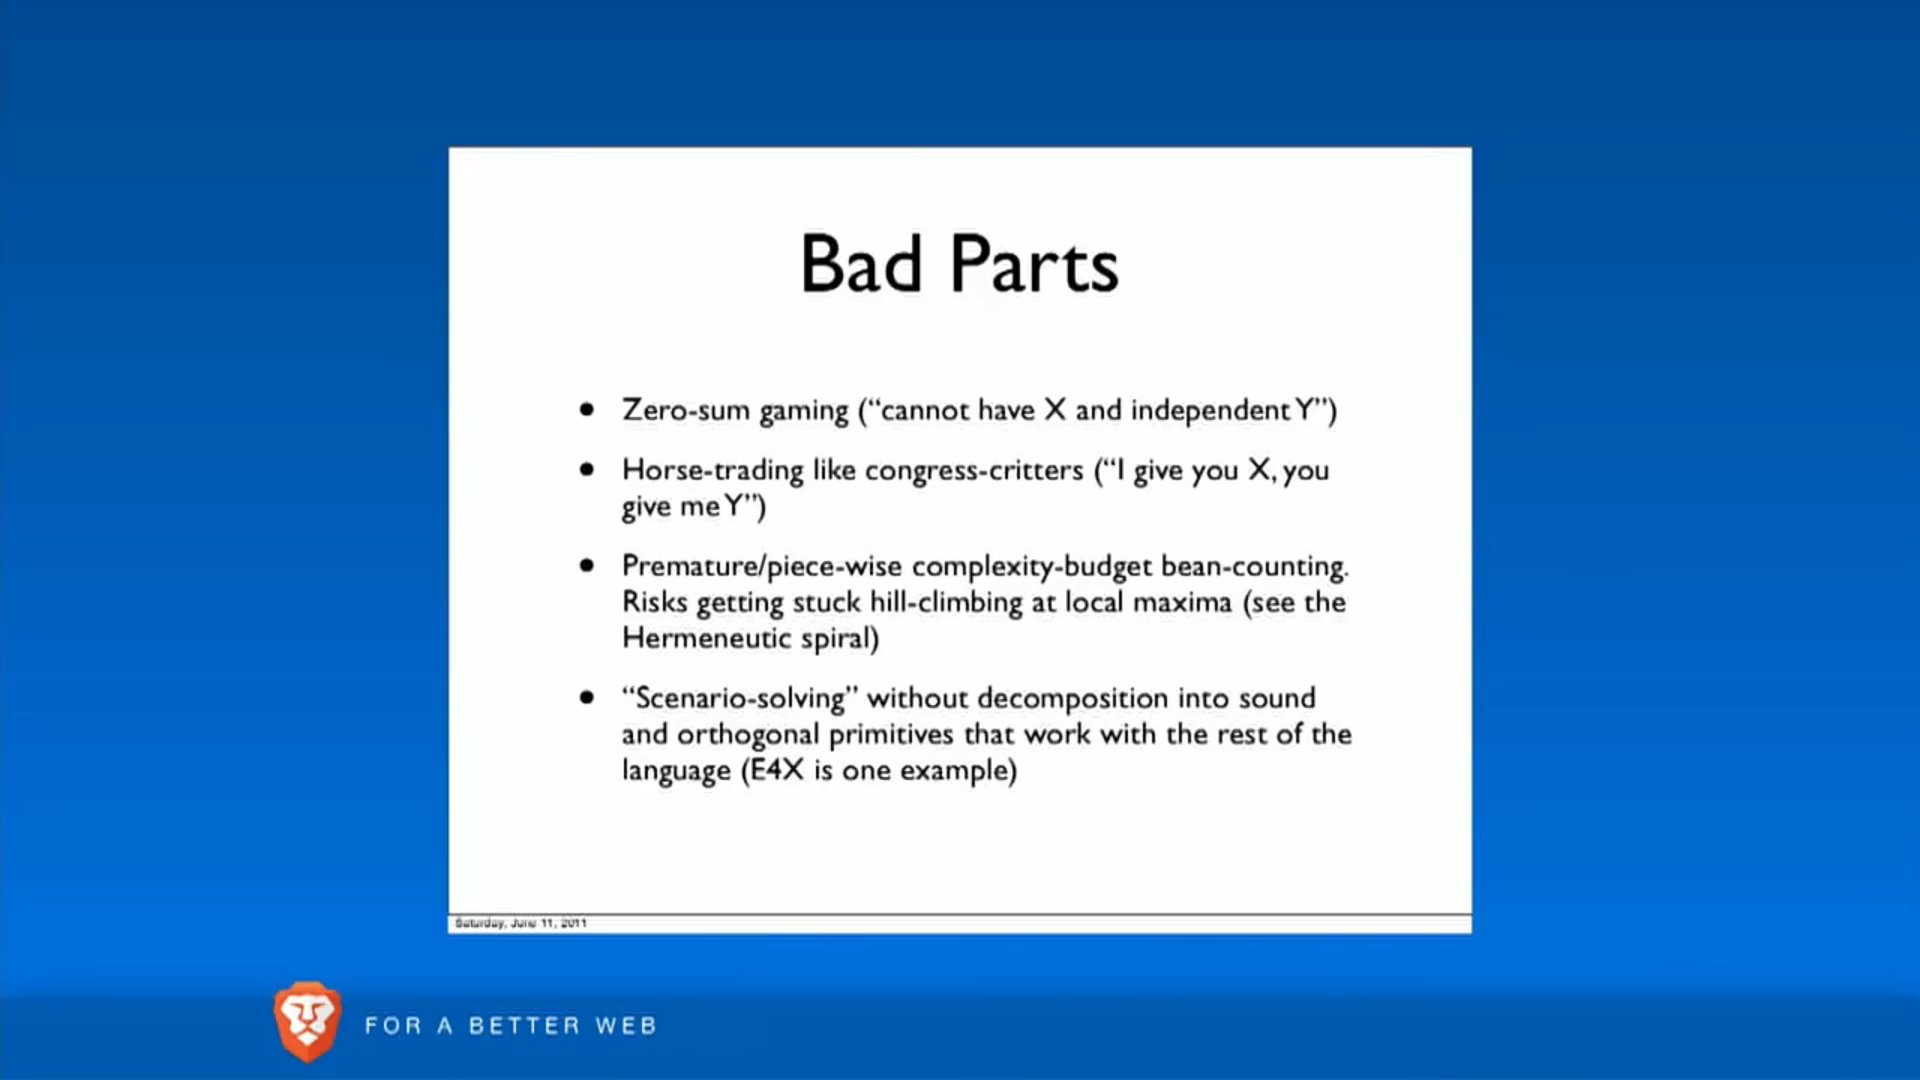 Bad Parts
• Zero-sum gaming (“cannot have X and independent Y”)
• Horse-trading like congress-critters (“I give you X, you
give me Y”)
• Premature/piece-wise complexity-budget bean-counting.
Risks getting stuck hill-climbing at local maxima (see the
Hermeneutic spiral)
• “Scenario-solving” without decomposition into sound
and orthogonal primitives that work with the rest of the
language (E4X is one example)
Saturday, June 11, 2011
FOR A BETTER WEB